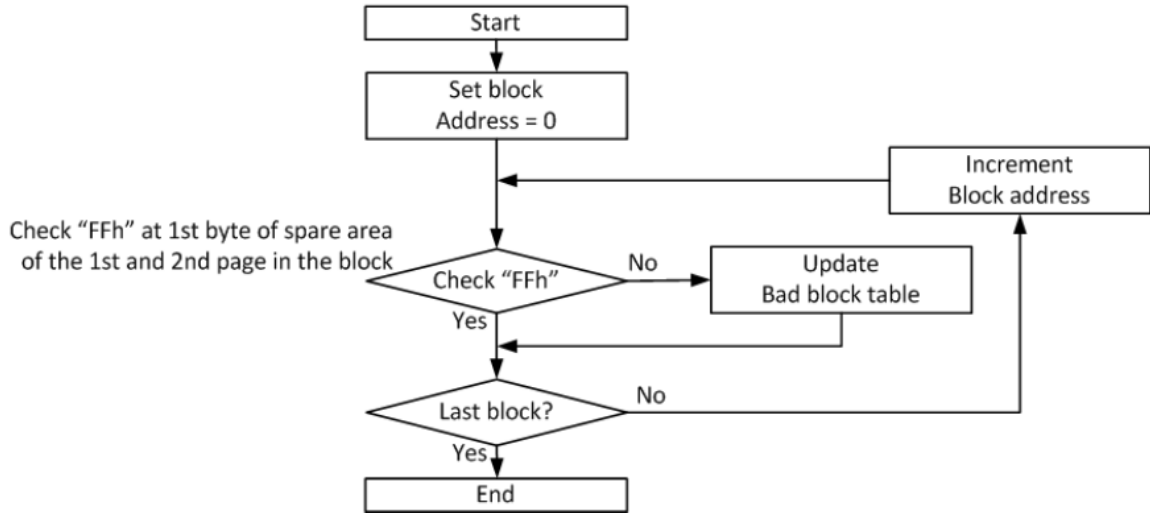 Start
Set block
Address = 0
Increment
Block address
Check “FFh” at 1st byte of spare area
of the 1st and 2nd page in the block
Check “FFh”
No
Update
Bad block table
Yes
Last block?
No
Yes
End